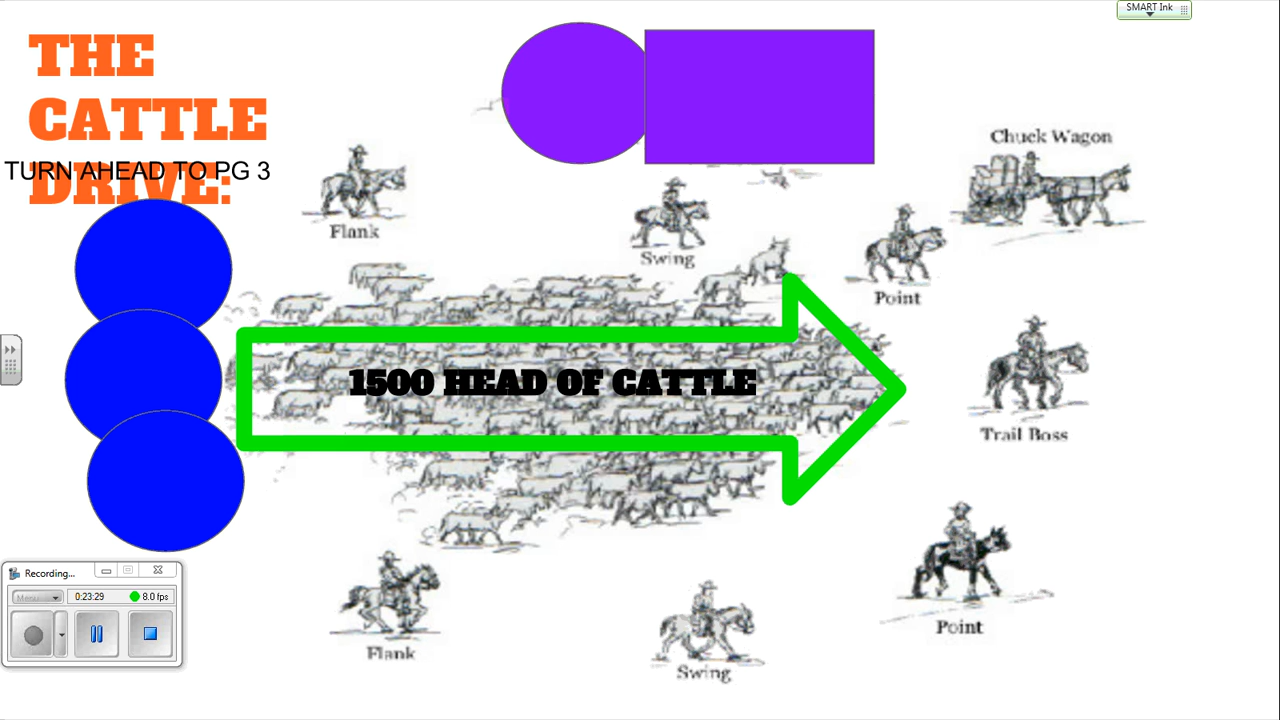 SMART Ink
THE
CATTLE
DRIVE:
TURN AHEAD TO PG 3
Chuck Wagon
Flank
Swing
Point
1500 HEAD OF CATTLE
Trail Boss
Recording...
Menu
0:23:29
8.0 fps
Flank
Swing
Point